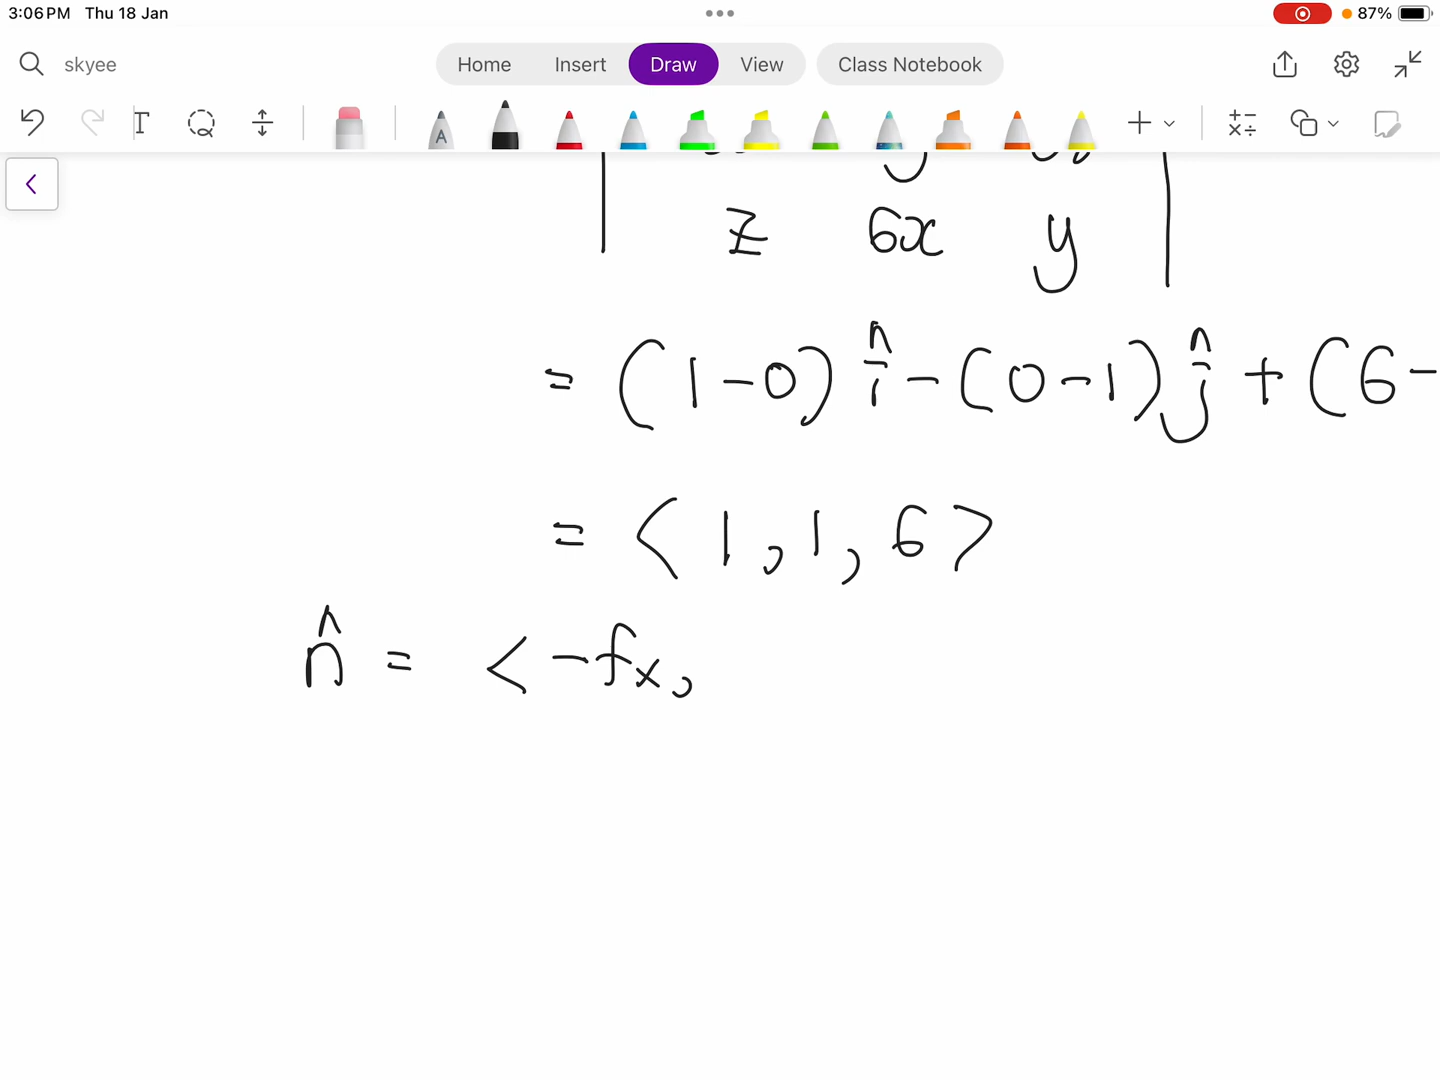 3:06 PM Thu 18 Jan
87%
skyee
Home Insert Draw View Class Notebook
T
A
z 6x y
= (1-0) î - (0-1) ĵ + (6-
= <1, 1, 6>
n̂ = < -fx,